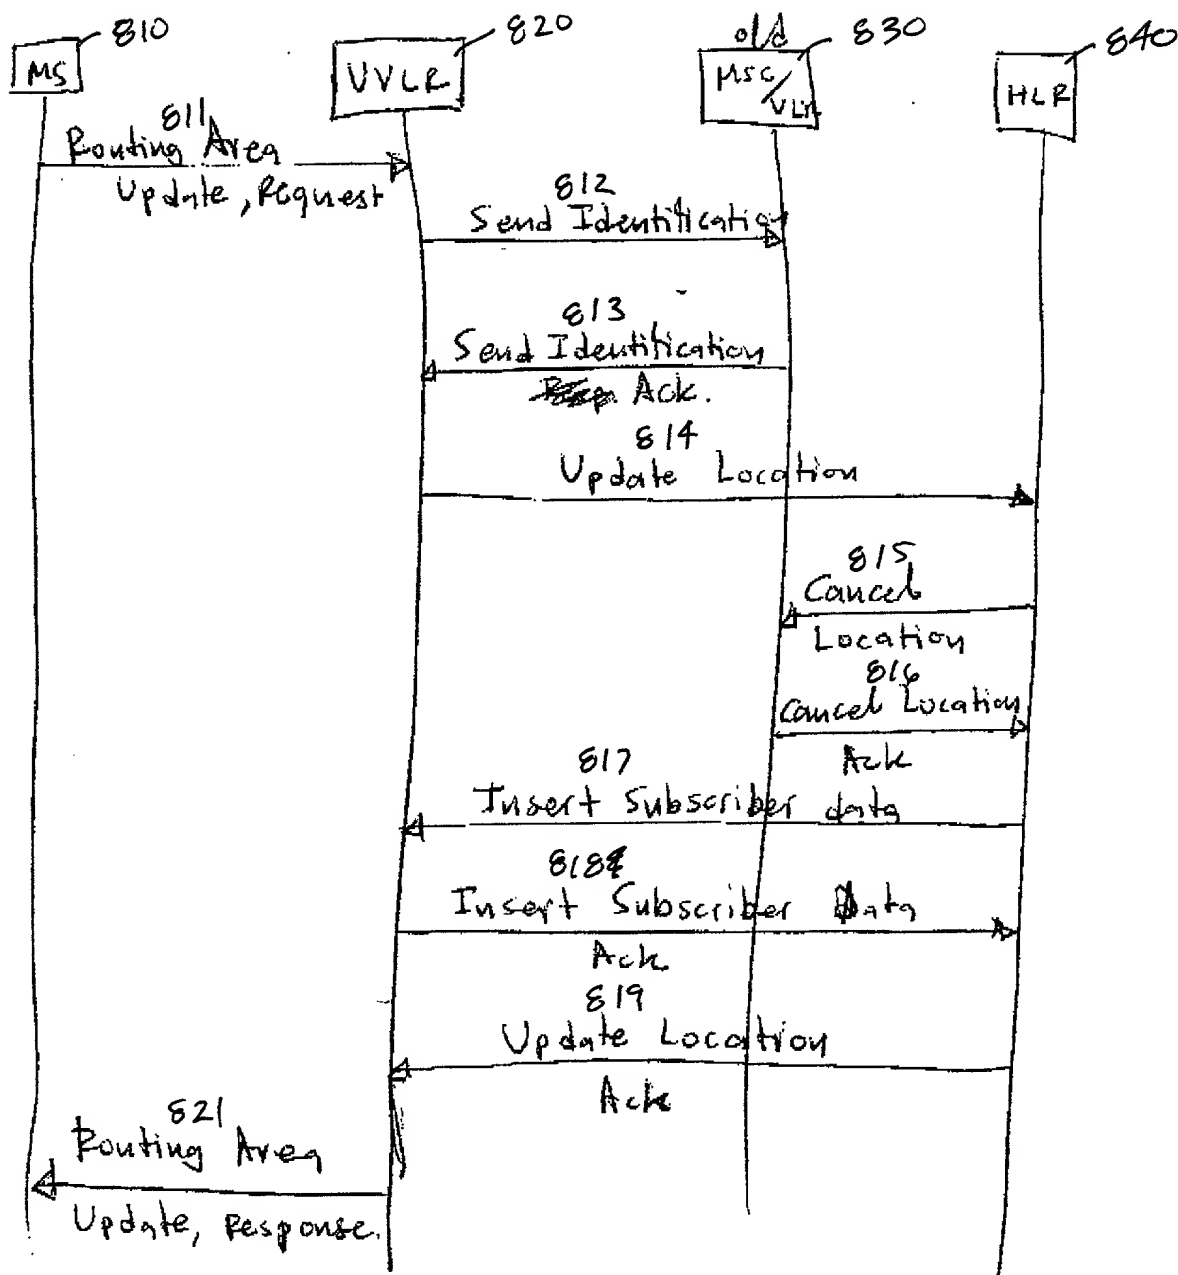 810
820
old
830
840
MS
VVLR
MSC/
VLR
HLR
811
Routing Area
Update, Request
812
Send Identification
813
Send Identification
Ack.
814
Update Location
815
Cancel
Location
816
Cancel Location
Ack
817
Insert Subscriber data
818
Insert Subscriber Data
Ack
819
Update Location
Ack
821
Routing Area
Update, Response.